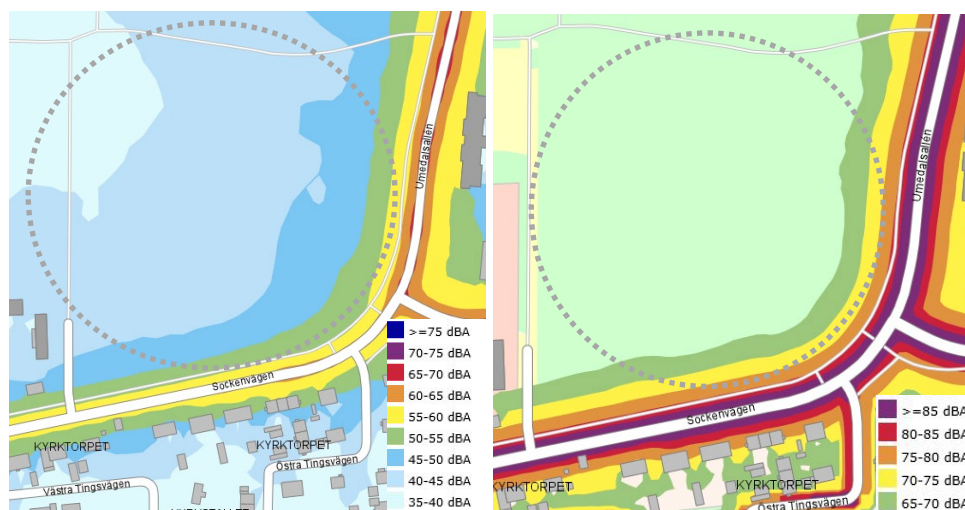 Umedalsallén
Sockenvägen
KYRKTORPET
KYRKTORPET
Östra Tingsvägen
Västra Tingsvägen
>=75 dBA
70-75 dBA
65-70 dBA
60-65 dBA
55-60 dBA
50-55 dBA
45-50 dBA
40-45 dBA
35-40 dBA
Umedalsallén
Sockenvägen
KYRKTORPET
KYRKTORPET
Östra Tingsvägen
>=85 dBA
80-85 dBA
75-80 dBA
70-75 dBA
65-70 dBA